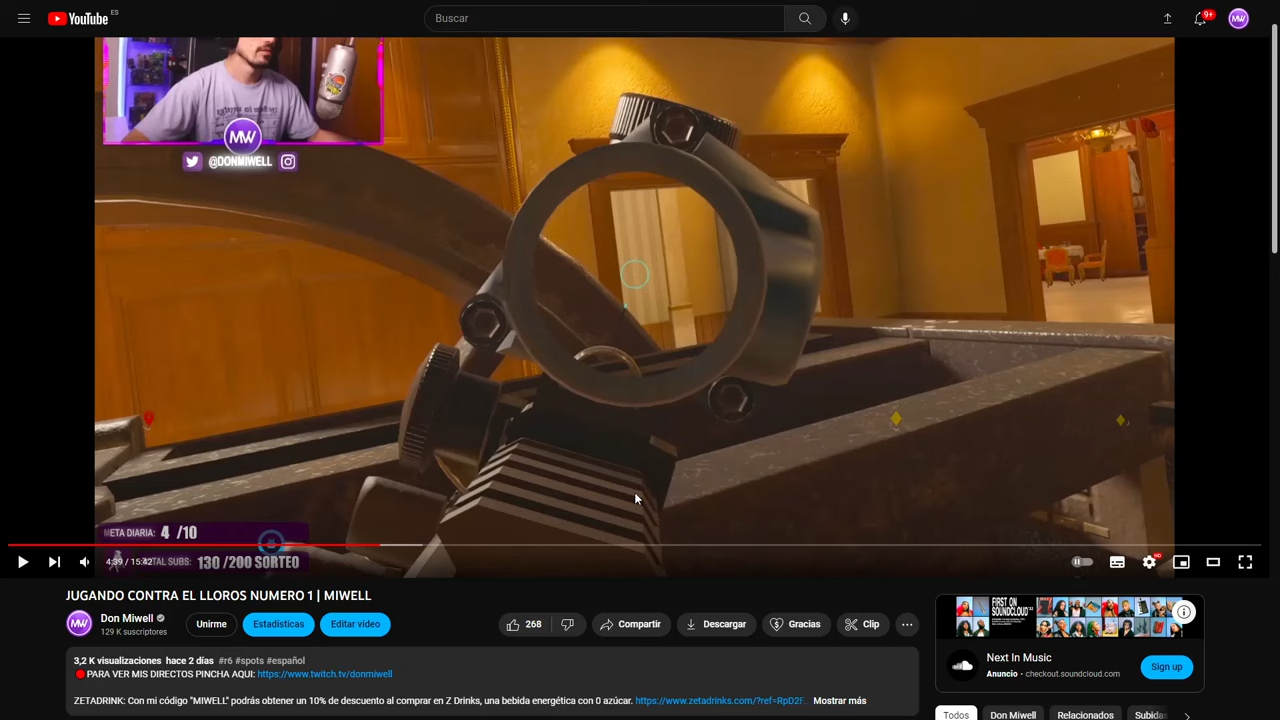 YouTube ES
Buscar
9+
MW
MW
@DONMIWELL
META DIARIA: 4 /10
TAL SUBS: 130 /200 SORTEO
4:39 / 15:42
HD
JUGANDO CONTRA EL LLOROS NUMERO 1 | MIWELL
MW
Don Miwell
129 K suscriptores
Unirme
Estadísticas
Editar vídeo
268
Compartir
Descargar
Gracias
Clip
3,2 K visualizaciones hace 2 días #r6 #spots #español
PARA VER MIS DIRECTOS PINCHA AQUI: https://www.twitch.tv/donmiwell
ZETADRINK: Con mi código "MIWELL" podrás obtener un 10% de descuento al comprar en Z Drinks, una bebida energética con 0 azúcar. https://www.zetadrinks.com/?ref=RpD2F... Mostrar más
FIRST ON
SOUNDCLOUD
Next In Music
Anuncio • checkout.soundcloud.com
Sign up
Todos
Don Miwell
Relacionados
Subidas